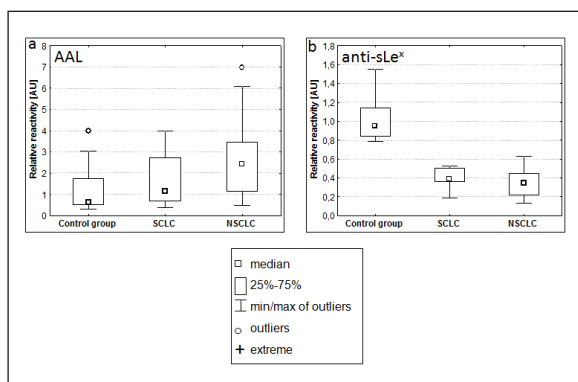 a AAL
Relative reactivity [AU]
8
7
6
5
4
3
2
1
0
Control group SCLC NSCLC
b anti-sLeˣ
Relative reactivity [AU]
1,8
1,6
1,4
1,2
1,0
0,8
0,6
0,4
0,2
0,0
Control group SCLC NSCLC
median
25%-75%
min/max of outliers
outliers
extreme